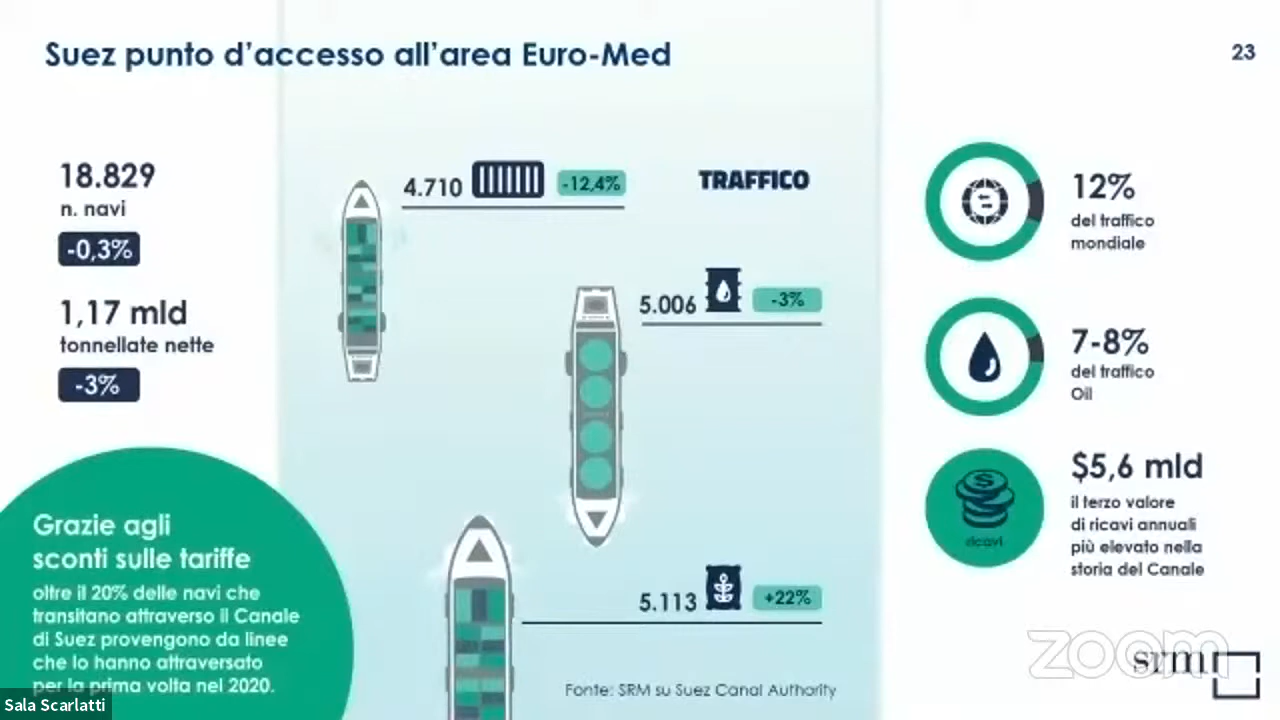 Suez punto d'accesso all'area Euro-Med
23
18.829
n. navi
-0,3%
1,17 mld
tonnellate nette
-3%
4.710
-12,4%
TRAFFICO
5.006
-3%
5.113
+22%
12%
del traffico
mondiale
7-8%
del traffico
Oil
$
ricavi
$5,6 mld
il terzo valore
di ricavi annuali
più elevato nella
storia del Canale
Grazie agli
sconti sulle tariffe
oltre il 20% delle navi che
transitano attraverso il Canale
di Suez provengono da linee
che lo hanno attraversato
per la prima volta nel 2020.
Fonte: SRM su Suez Canal Authority
zoom
srm
Sala Scarlatti